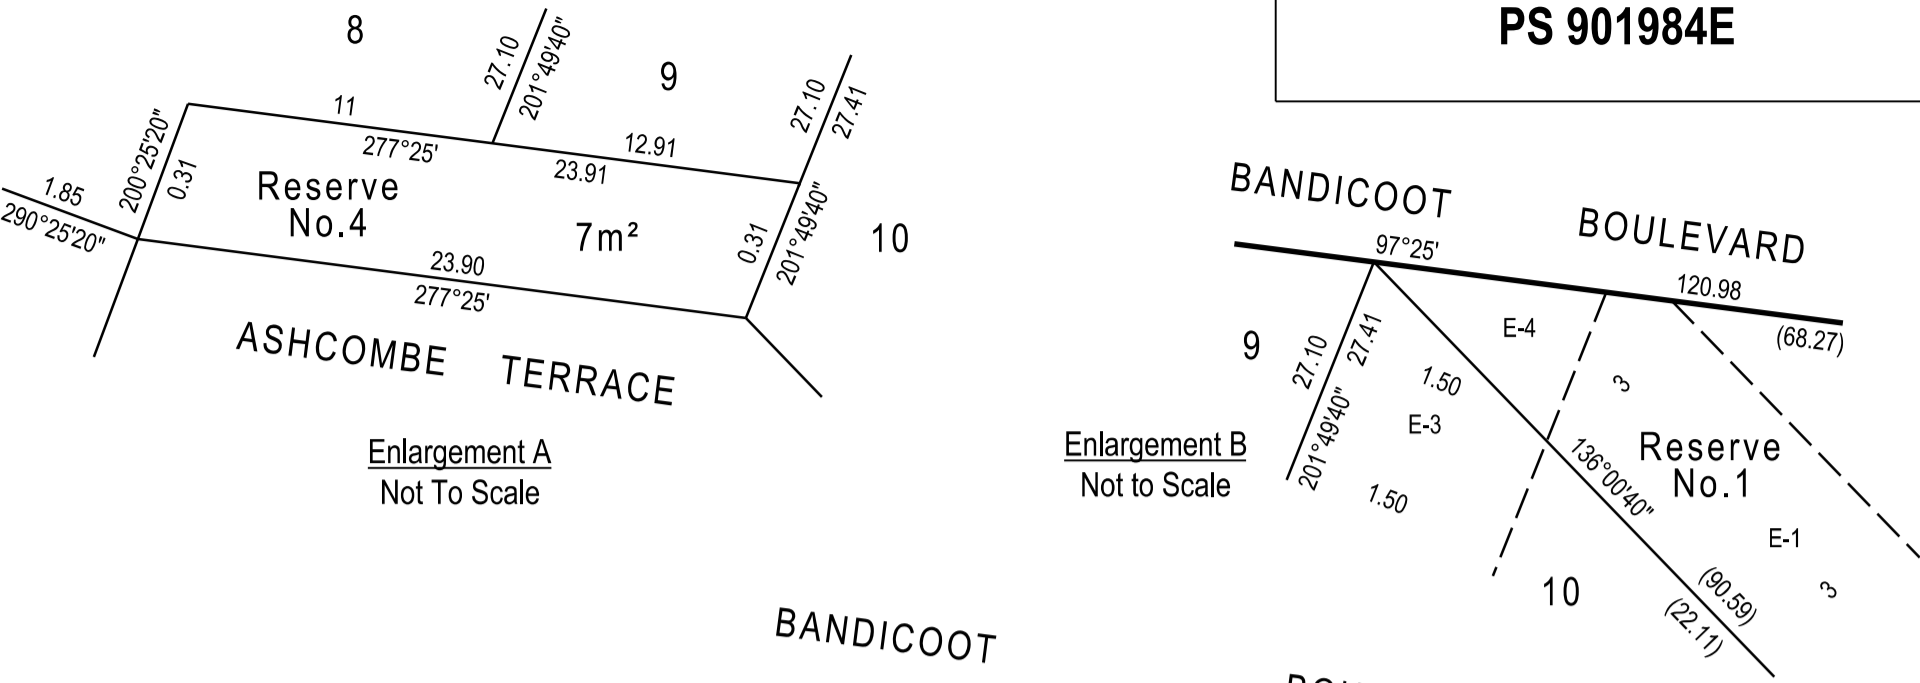 PS 901984E
8
9
10
27.10
201°49'40"
27.10
27.41
11
277°25'
12.91
23.91
200°25'20"
0.31
1.85
290°25'20"
Reserve
No.4
7m²
0.31
201°49'40"
23.90
277°25'
ASHCOMBE TERRACE
Enlargement A
Not To Scale
BANDICOOT BOULEVARD
97°25'
120.98
(68.27)
9
27.10
27.41
201°49'40"
E-4
1.50
E-3
1.50
3
136°00'40"
Reserve
No.1
E-1
3
10
(90.59)
(22.11)
Enlargement B
Not to Scale
BANDICOOT